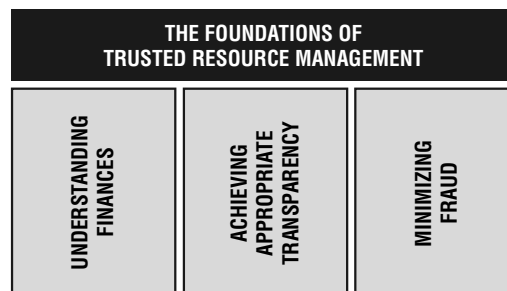 THE FOUNDATIONS OF
TRUSTED RESOURCE MANAGEMENT
UNDERSTANDING
FINANCES
ACHIEVING
APPROPRIATE
TRANSPARENCY
MINIMIZING
FRAUD